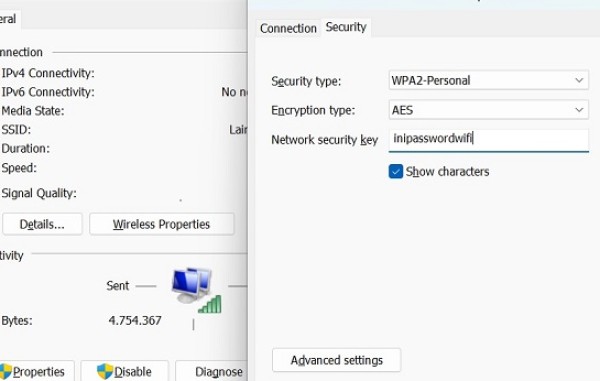 eral
Connection Security
nnection
IPv4 Connectivity:
IPv6 Connectivity: No ne
Media State:
SSID: Lain
Duration:
Speed:
Signal Quality:
Details... Wireless Properties
tivity
Sent
Bytes: 4.754.367
Properties Disable Diagnose
Security type: WPA2-Personal
Encryption type: AES
Network security key inipasswordwifi
Show characters
Advanced settings